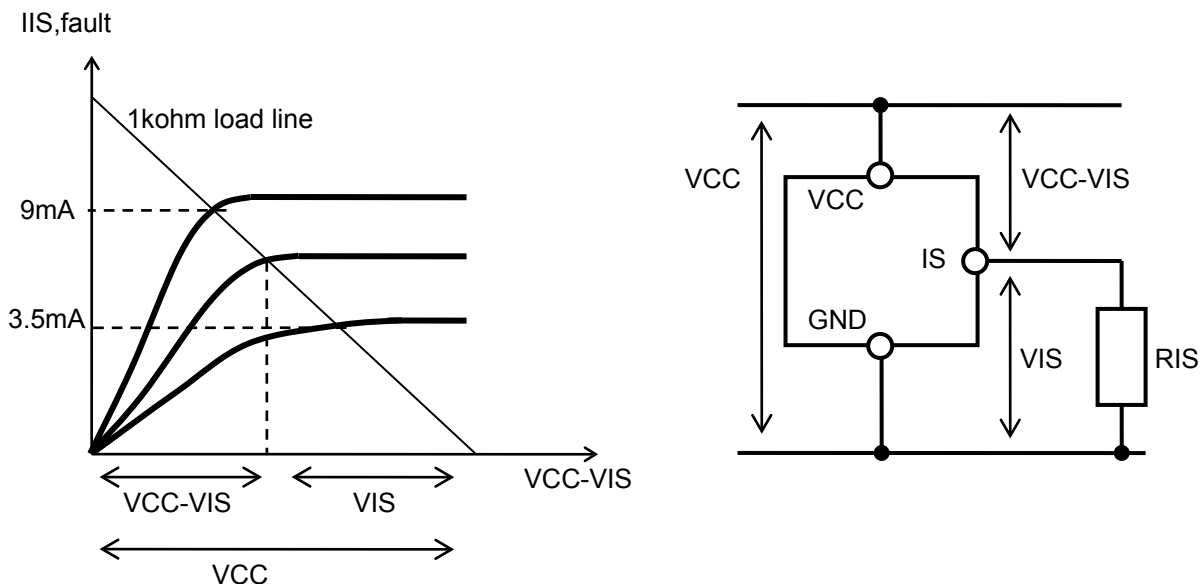 IIS,fault
1kohm load line
9mA
3.5mA
VCC-VIS
VCC-VIS
VIS
VCC
VCC
VCC
VCC-VIS
IS
GND
VIS
RIS